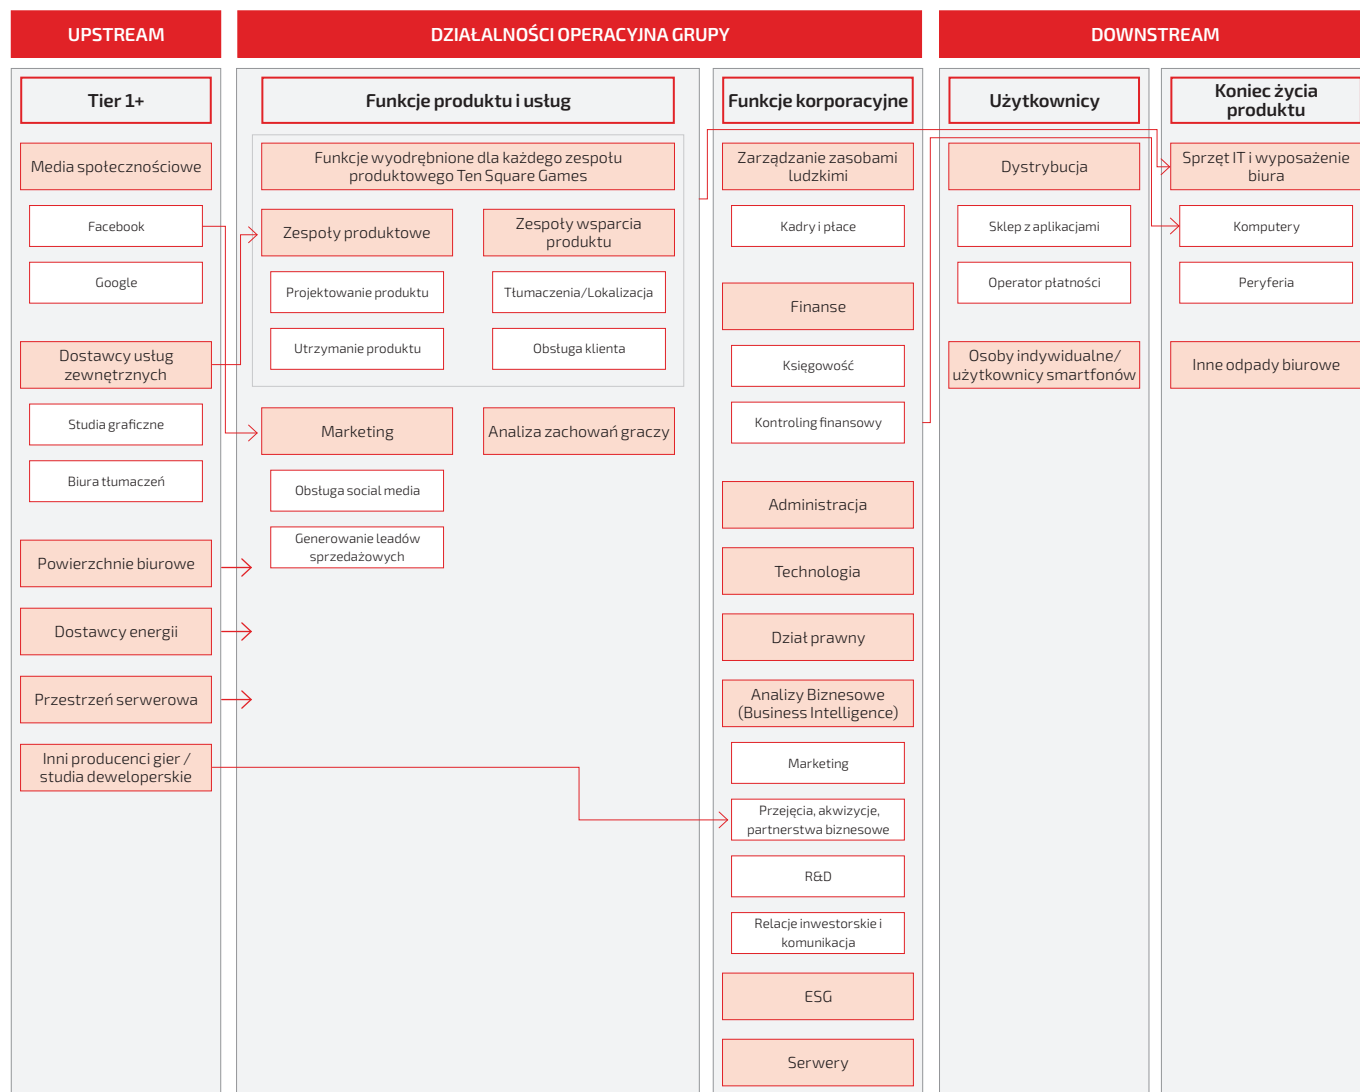 UPSTREAM
DZIAŁALNOŚCI OPERACYJNA GRUPY
DOWNSTREAM
Tier 1+
Media społecznościowe
Facebook
Google
Dostawcy usług
zewnętrznych
Studia graficzne
Biura tłumaczeń
Powierzchnie biurowe
Dostawcy energii
Przestrzeń serwerowa
Inni producenci gier /
studia deweloperskie
Funkcje produktu i usług
Funkcje wyodrębnione dla każdego zespołu
produktowego Ten Square Games
Zespoły produktowe
Projektowanie produktu
Utrzymanie produktu
Zespoły wsparcia
produktu
Tłumaczenia/Lokalizacja
Obsługa klienta
Marketing
Obsługa social media
Generowanie leadów
sprzedażowych
Analiza zachowań graczy
Funkcje korporacyjne
Zarządzanie zasobami
ludzkimi
Kadry i płace
Finanse
Księgowość
Kontroling finansowy
Administracja
Technologia
Dział prawny
Analizy Biznesowe
(Business Intelligence)
Marketing
Przejęcia, akwizycje,
partnerstwa biznesowe
R&D
Relacje inwestorskie i
komunikacja
ESG
Serwery
Użytkownicy
Dystrybucja
Sklep z aplikacjami
Operator płatności
Osoby indywidualne/
użytkownicy smartfonów
Koniec życia
produktu
Sprzęt IT i wyposażenie
biura
Komputery
Peryferia
Inne odpady biurowe